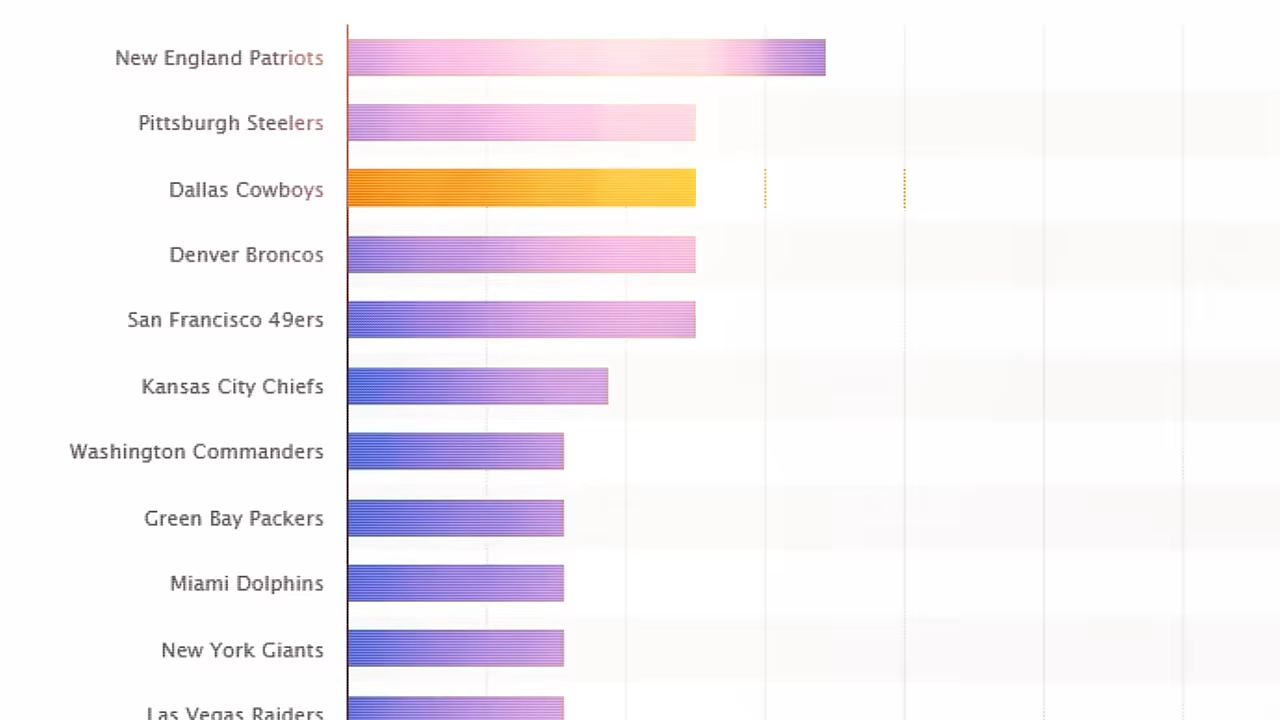 New England Patriots
Pittsburgh Steelers
Dallas Cowboys
Denver Broncos
San Francisco 49ers
Kansas City Chiefs
Washington Commanders
Green Bay Packers
Miami Dolphins
New York Giants
Las Vegas Raiders